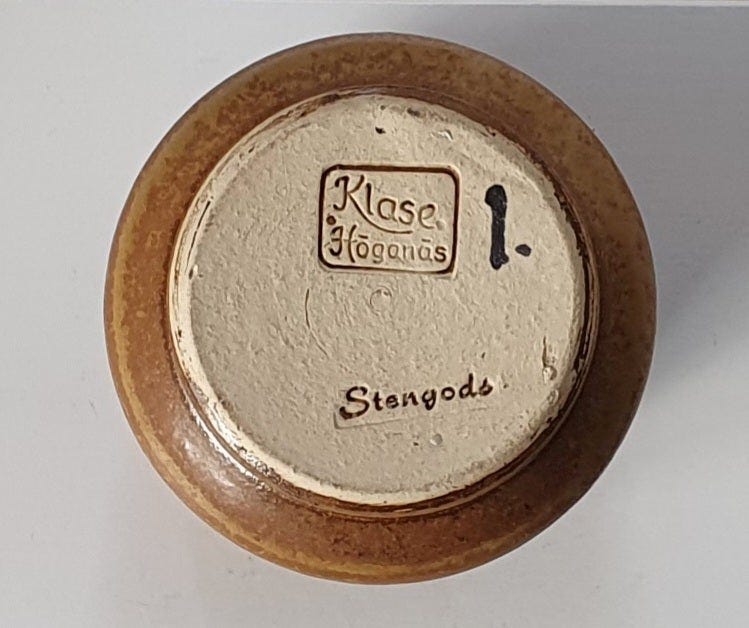 Klase
Höganäs
1.
Stengods